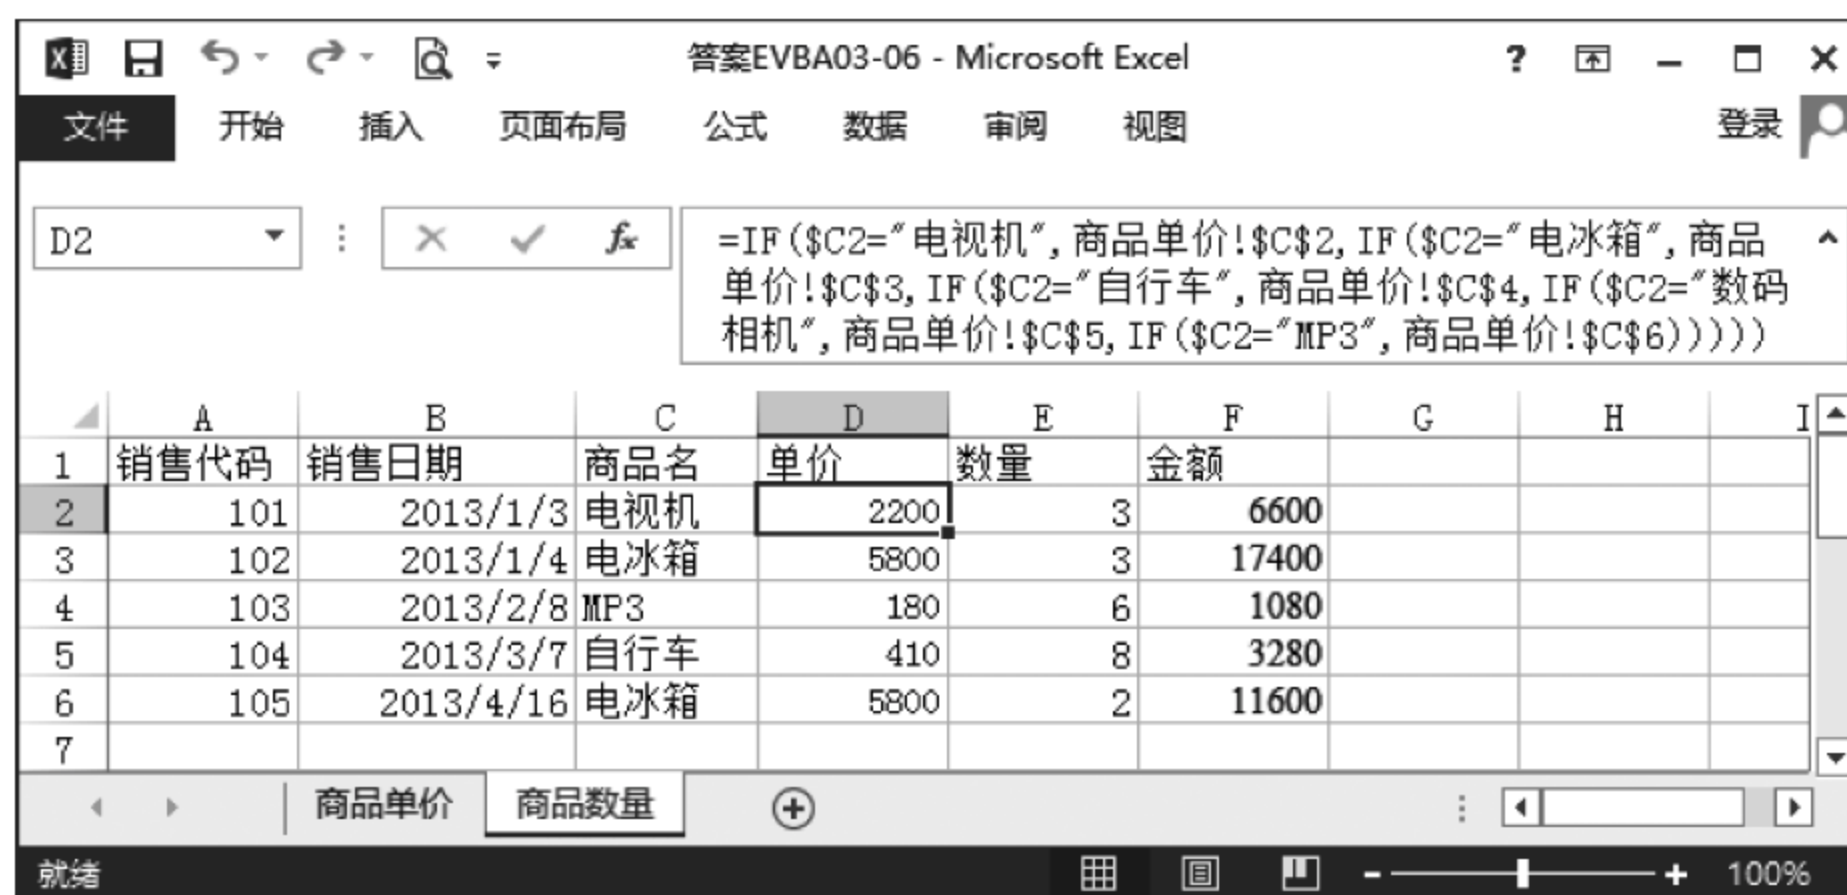 答案EVBA03-06 - Microsoft Excel
文件 开始 插入 页面布局 公式 数据 审阅 视图 登录
D2 fx =IF($C2="电视机",商品单价!$C$2,IF($C2="电冰箱",商品
单价!$C$3,IF($C2="自行车",商品单价!$C$4,IF($C2="数码
相机",商品单价!$C$5,IF($C2="MP3",商品单价!$C$6)))))
A B C D E F G H I
1 销售代码 销售日期 商品名 单价 数量 金额
2 101 2013/1/3 电视机 2200 3 6600
3 102 2013/1/4 电冰箱 5800 3 17400
4 103 2013/2/8 MP3 180 6 1080
5 104 2013/3/7 自行车 410 8 3280
6 105 2013/4/16 电冰箱 5800 2 11600
7
商品单价 商品数量
就绪 100%